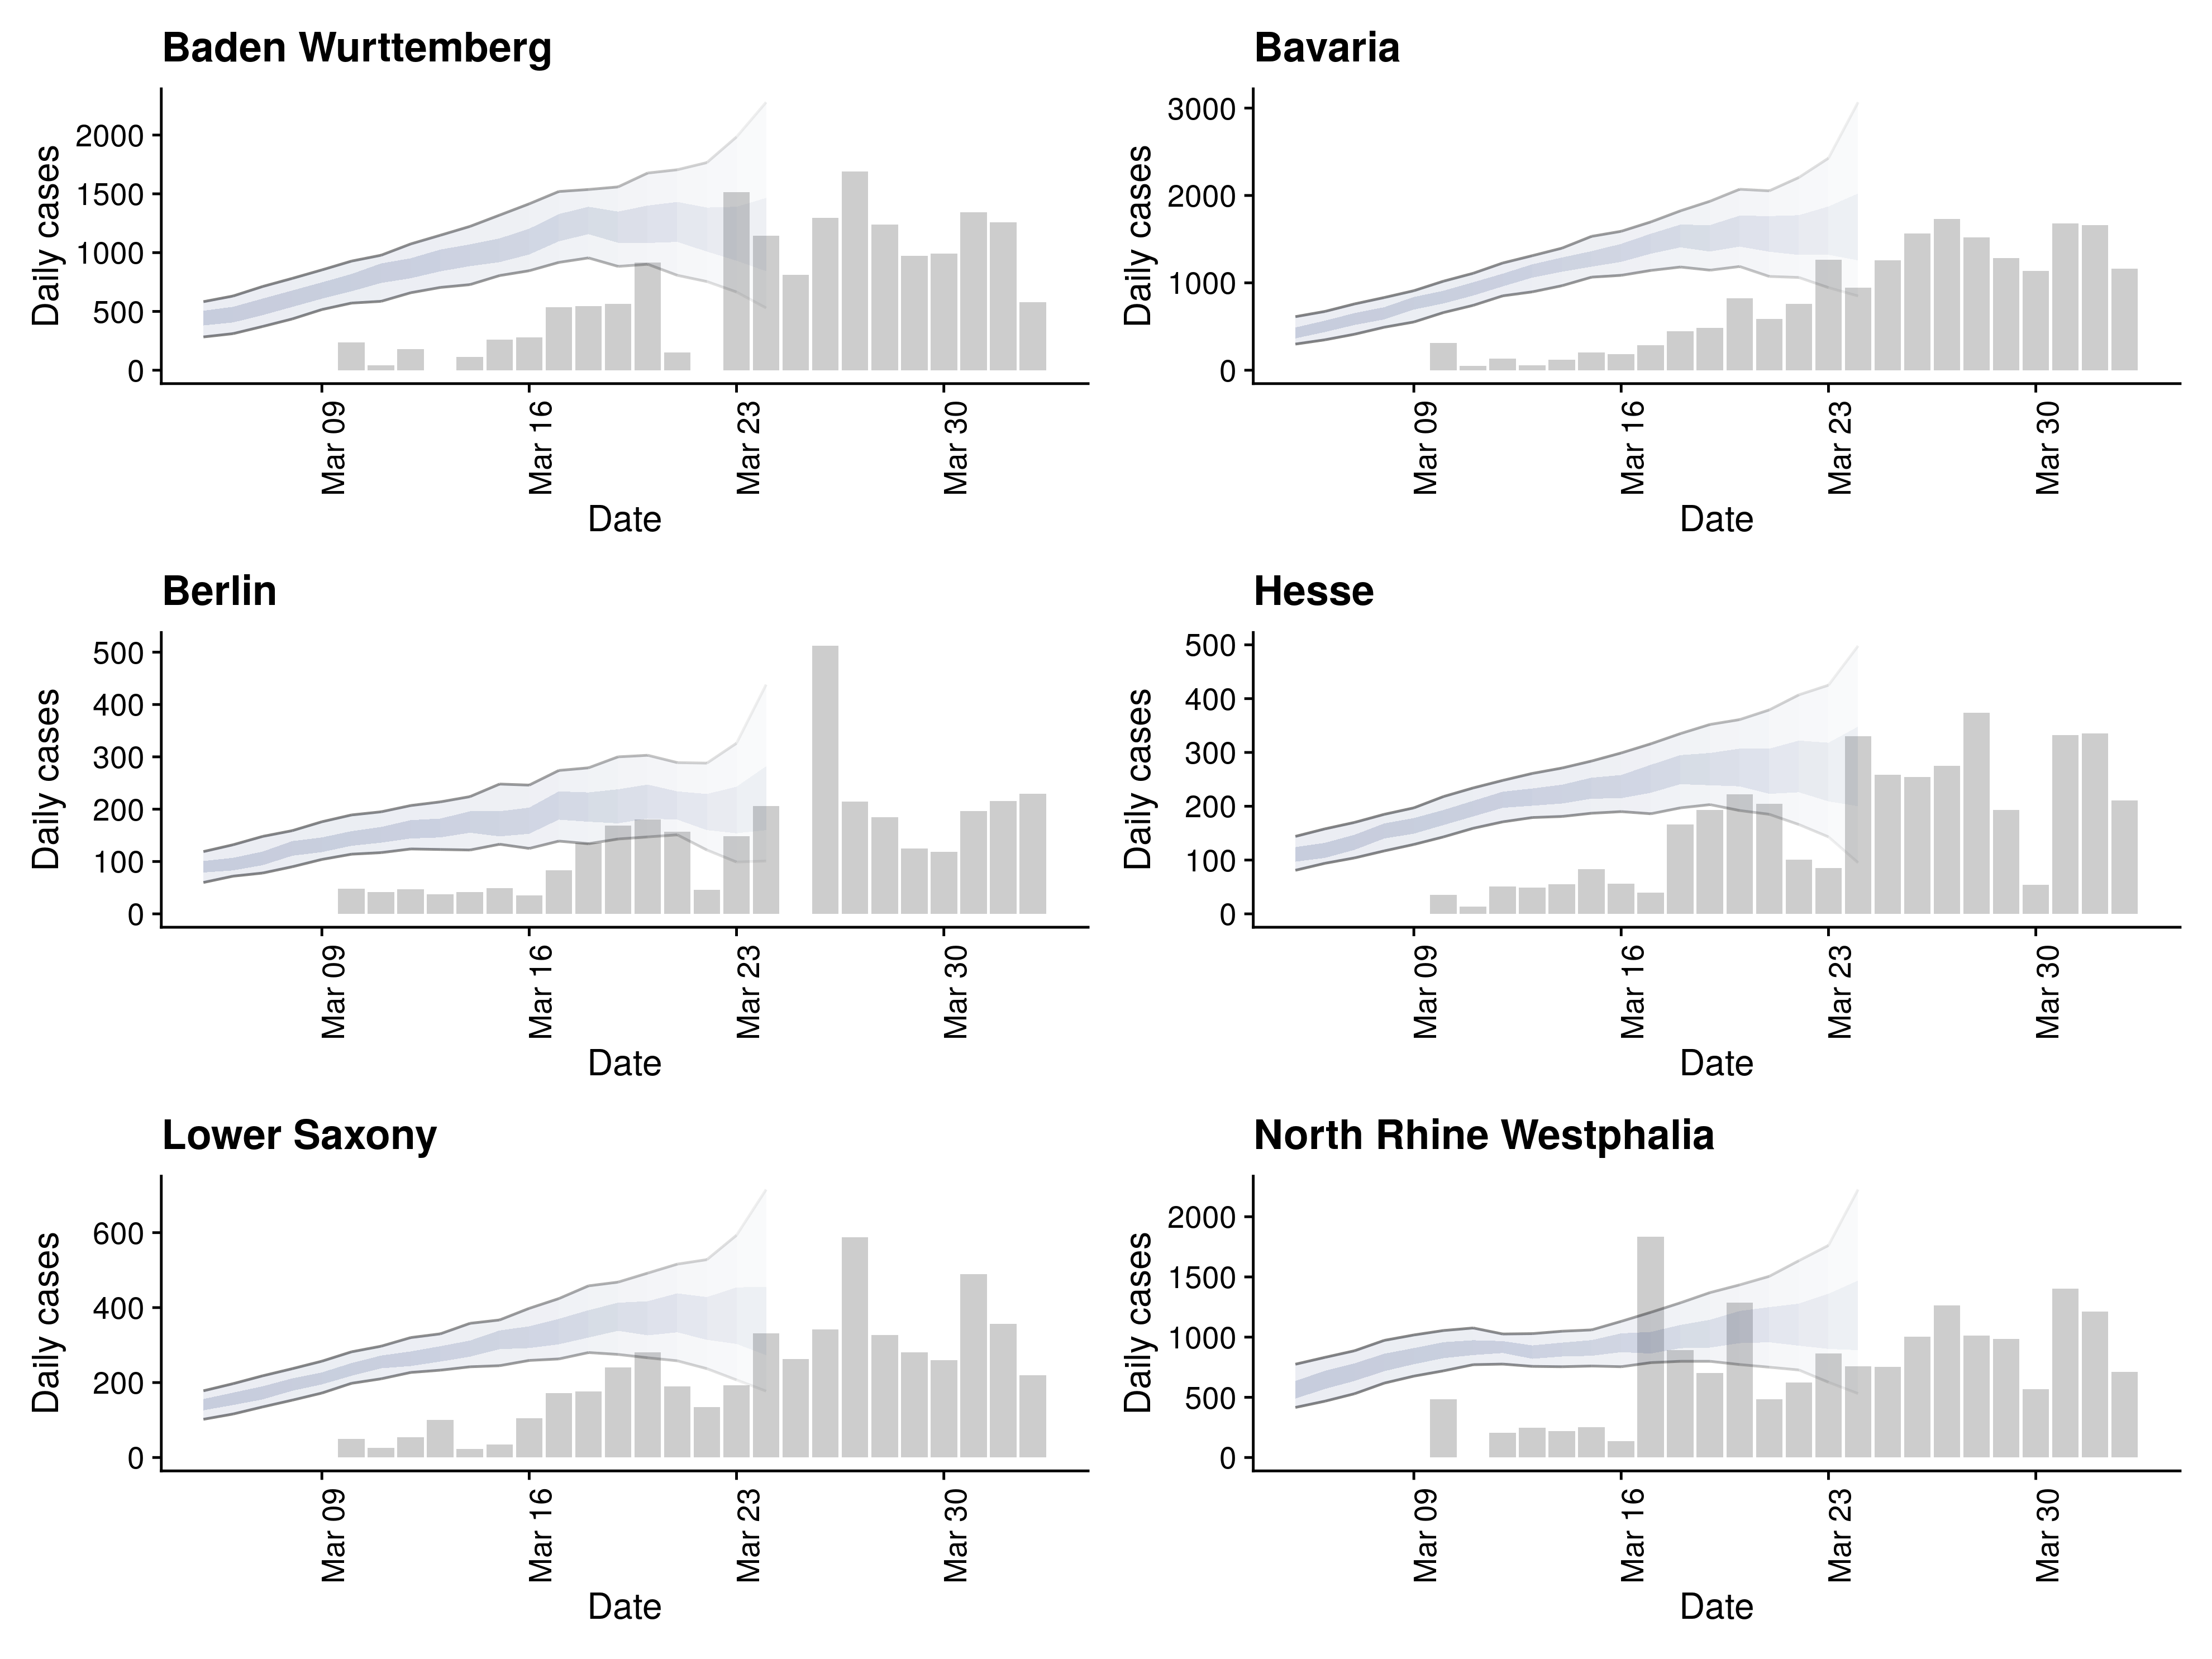 Baden Wurttemberg
Daily cases
2000
1500
1000
500
0
Mar 09
Mar 16
Mar 23
Mar 30
Date
Bavaria
Daily cases
3000
2000
1000
0
Mar 09
Mar 16
Mar 23
Mar 30
Date
Berlin
Daily cases
500
400
300
200
100
0
Mar 09
Mar 16
Mar 23
Mar 30
Date
Hesse
Daily cases
500
400
300
200
100
0
Mar 09
Mar 16
Mar 23
Mar 30
Date
Lower Saxony
Daily cases
600
400
200
0
Mar 09
Mar 16
Mar 23
Mar 30
Date
North Rhine Westphalia
Daily cases
2000
1500
1000
500
0
Mar 09
Mar 16
Mar 23
Mar 30
Date